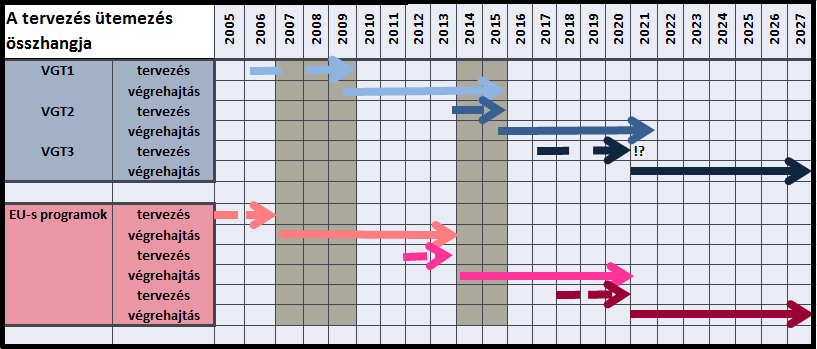 A tervezés ütemezés összhangja 2005 2006 2007 2008 2009 2010 2011 2012 2013 2014 2015 2016 2017 2018 2019 2020 2021 2022 2023 2024 2025 2026 2027
VGT1 tervezés
végrehajtás
VGT2 tervezés
végrehajtás
VGT3 tervezés !?
végrehajtás
EU-s programok tervezés
végrehajtás
tervezés
végrehajtás
tervezés
végrehajtás